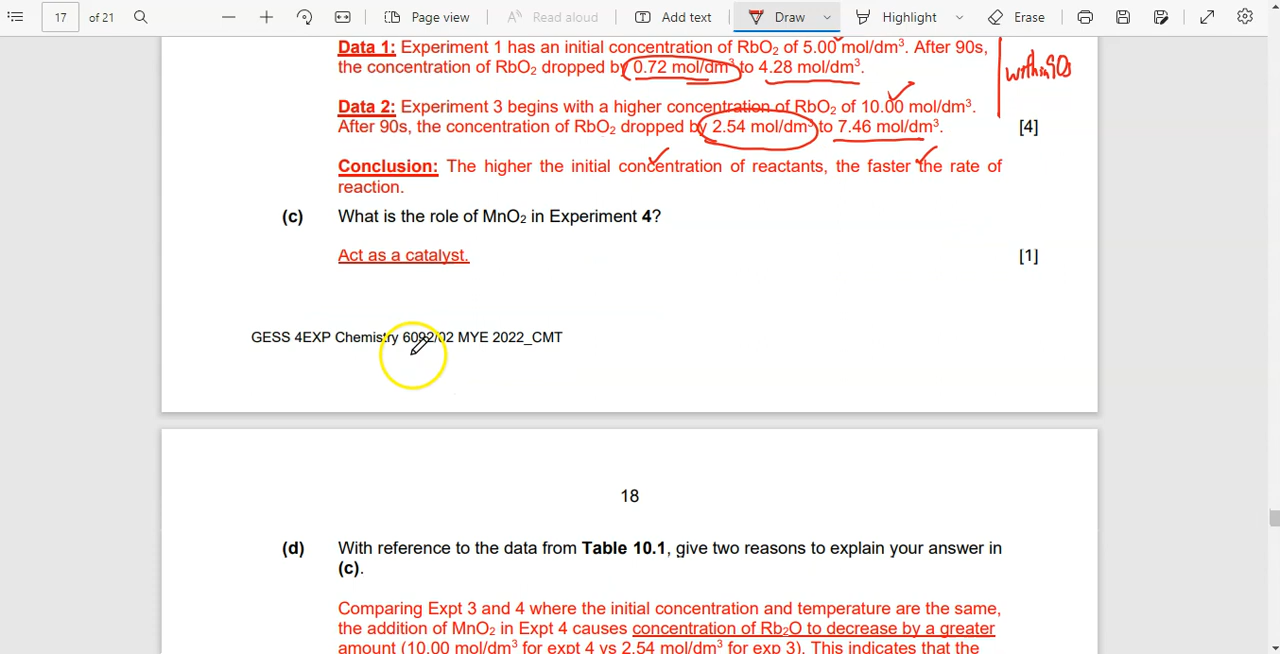 17 of 21 Page view Read aloud Add text Draw Highlight Erase
Data 1: Experiment 1 has an initial concentration of RbO₂ of 5.00 mol/dm³. After 90s,
the concentration of RbO₂ dropped by 0.72 mol/dm³ to 4.28 mol/dm³.
within 90s
Data 2: Experiment 3 begins with a higher concentration of RbO₂ of 10.00 mol/dm³.
After 90s, the concentration of RbO₂ dropped by 2.54 mol/dm³ to 7.46 mol/dm³. [4]
Conclusion: The higher the initial concentration of reactants, the faster the rate of
reaction.
(c) What is the role of MnO₂ in Experiment 4?
Act as a catalyst. [1]
GESS 4EXP Chemistry 6092/02 MYE 2022_CMT
18
(d) With reference to the data from Table 10.1, give two reasons to explain your answer in
(c).
Comparing Expt 3 and 4 where the initial concentration and temperature are the same,
the addition of MnO₂ in Expt 4 causes concentration of Rb₂O to decrease by a greater
amount (10.00 mol/dm³ for expt 4 vs 2.54 mol/dm³ for exp 3). This indicates that the